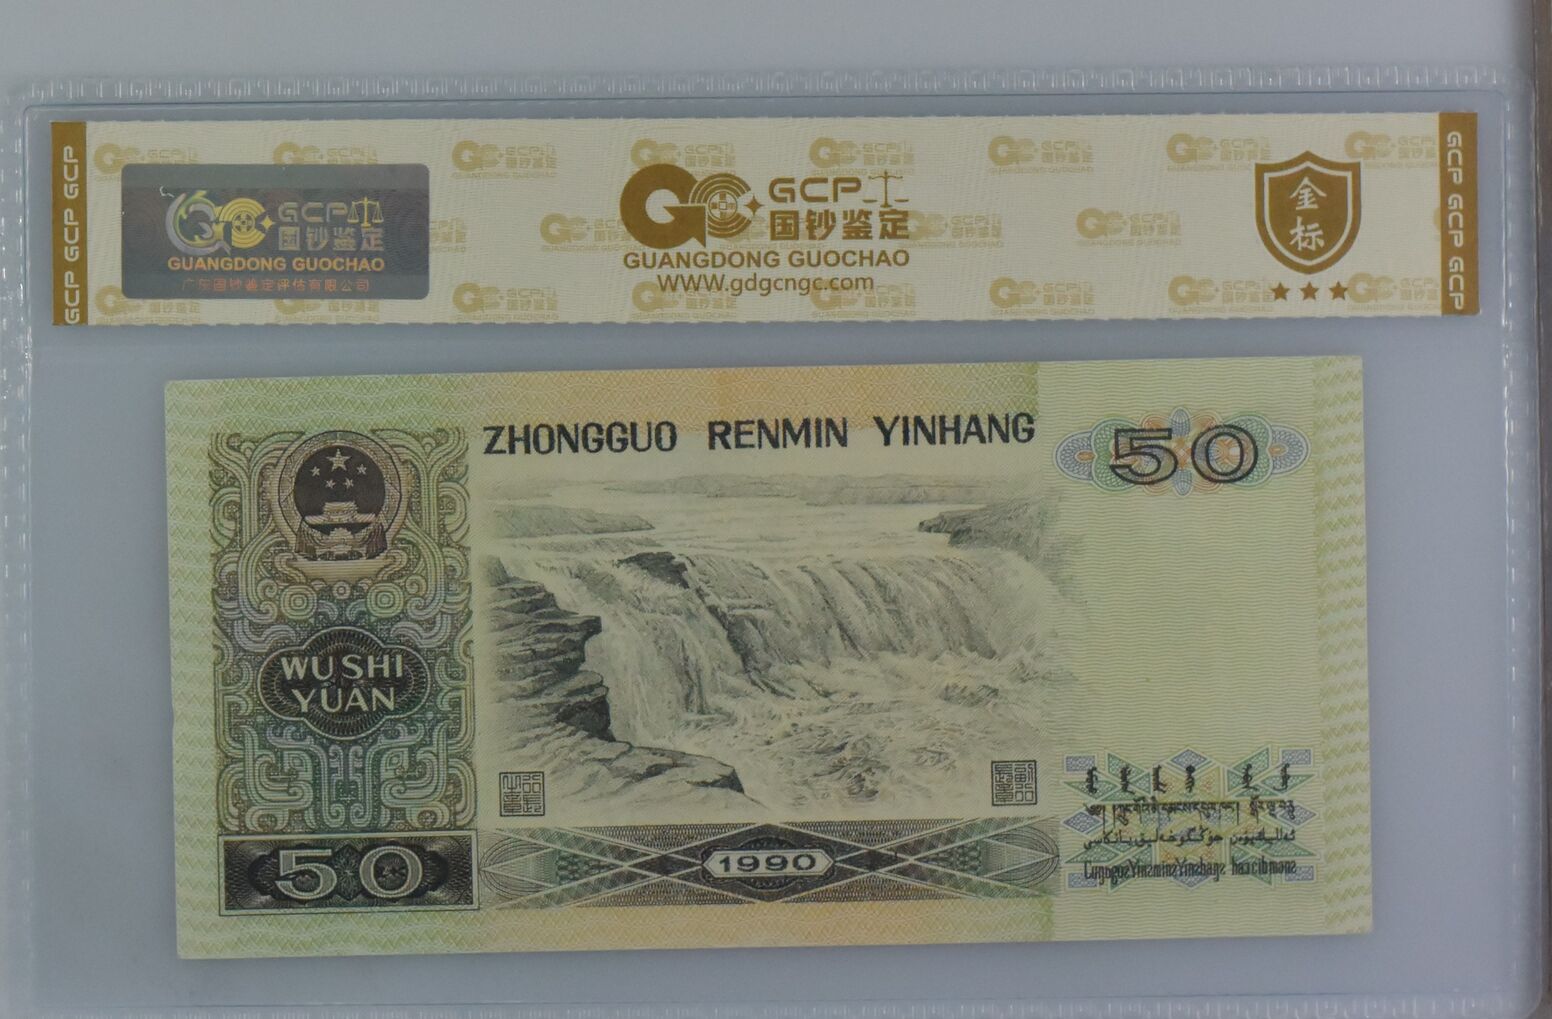 GCP GCP GCP
GCP
国钞鉴定
GUANGDONG GUOCHAO
广东国钞鉴定评估有限公司
GCP
国钞鉴定
GUANGDONG GUOCHAO
WWW.gdgcngc.com
金标
GCP GCP GCP
ZHONGGUO RENMIN YINHANG
50
WU SHI
YUAN
50
1990